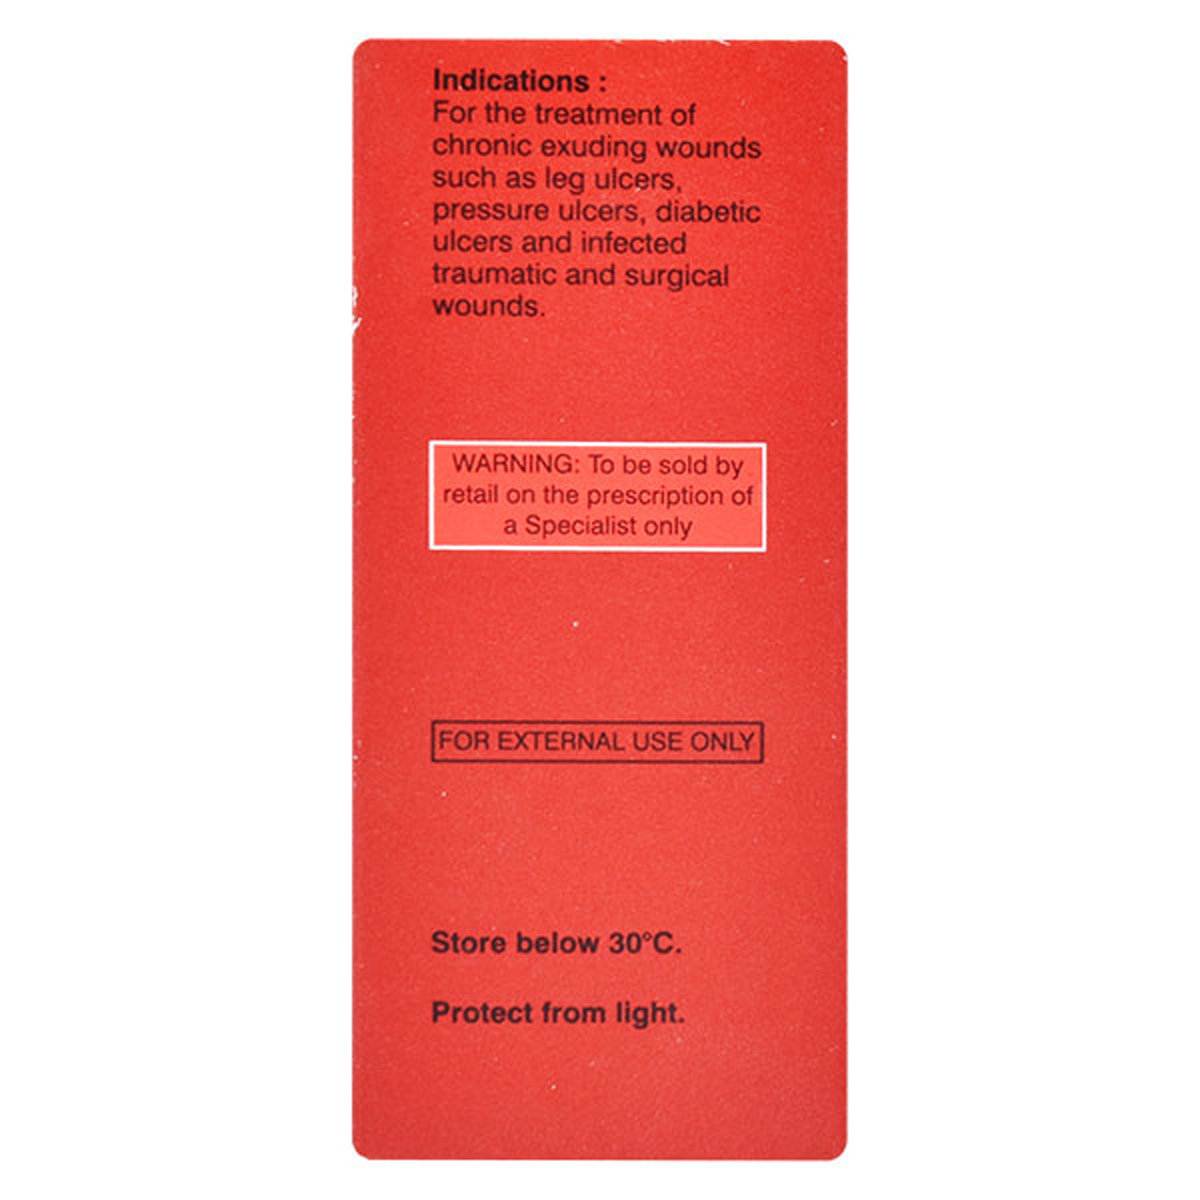 Indications :
For the treatment of
chronic exuding wounds
such as leg ulcers,
pressure ulcers, diabetic
ulcers and infected
traumatic and surgical
wounds.
WARNING: To be sold by
retail on the prescription of
a Specialist only
FOR EXTERNAL USE ONLY
Store below 30°C.
Protect from light.